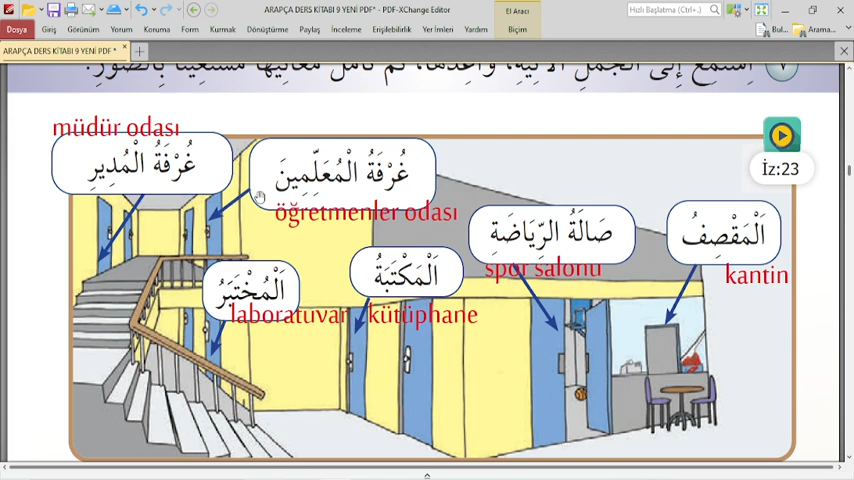 ARAPÇA DERS KİTABI 9 YENİ PDF* - PDF-XChange Editor
El Aracı
Hızlı Başlatma (Ctrl+.)
Dosya Giriş Görünüm Yorum Koruma Form Kurmak Dönüştürme Paylaş İnceleme Erişilebilirlik Yer İmleri Yardım Biçim
Bul... Arama...
ARAPÇA DERS KİTABI 9 YENİ PDF *
İz:23
müdür odası
غُرْفَةُ الْمُدِيرِ
غُرْفَةُ الْمُعَلِّمِينَ
öğretmenler odası
صَالَةُ الرِّيَاضَةِ
spor salonu
اَلْمَقْصِفُ
kantin
اَلْمَكْتَبَةُ
kütüphane
اَلْمُخْتَبَرُ
laboratuvar